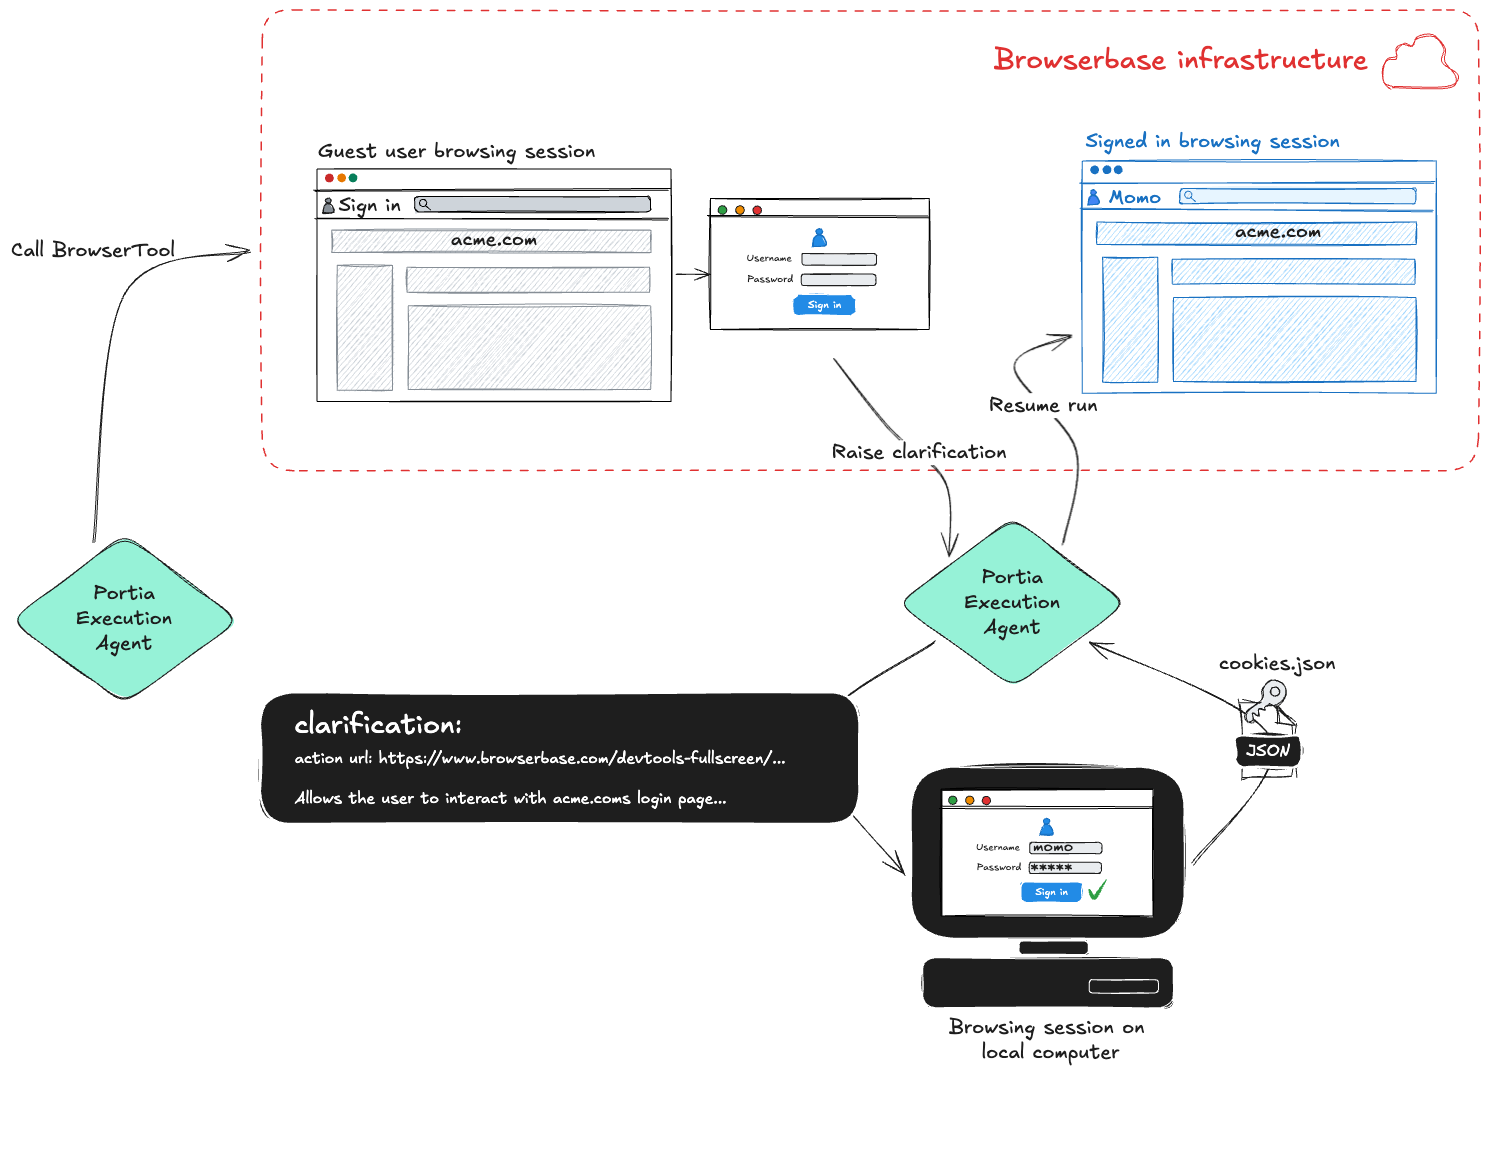 Browserbase infrastructure
Guest user browsing session
Sign in
acme.com
Username
Password
Sign in
Signed in browsing session
Momo
acme.com
Call BrowserTool
Resume run
Raise clarification
Portia
Execution
Agent
Portia
Execution
Agent
clarification:
action url: https://www.browserbase.com/devtools-fullscreen/...
Allows the user to interact with acme.coms login page...
cookies.json
JSON
Username momo
Password *****
Sign in
Browsing session on
local computer